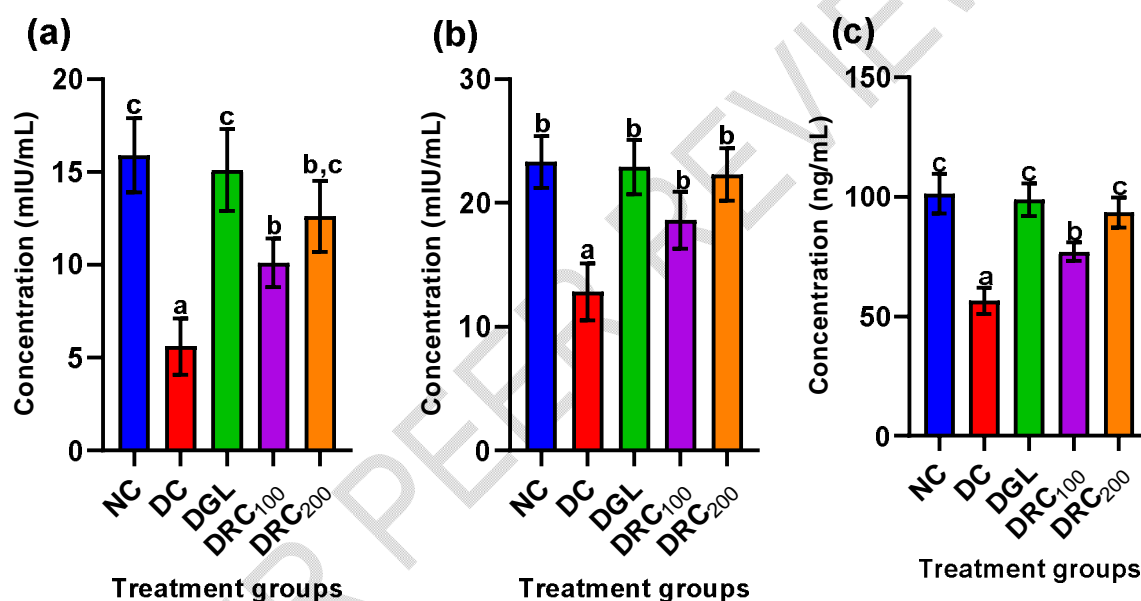 (a)
Concentration (mIU/mL)
20
15
10
5
0
c
a
c
b
b,c
NC
DC
DGL
DRC₁₀₀
DRC₂₀₀
Treatment groups
(b)
Concentration (mIU/mL)
30
20
10
0
b
a
b
b
b
NC
DC
DGL
DRC₁₀₀
DRC₂₀₀
Treatment groups
(c)
Concentration (ng/mL)
150
100
50
0
c
a
c
b
c
NC
DC
DGL
DRC₁₀₀
DRC₂₀₀
Treatment groups
R PEER REVIEW